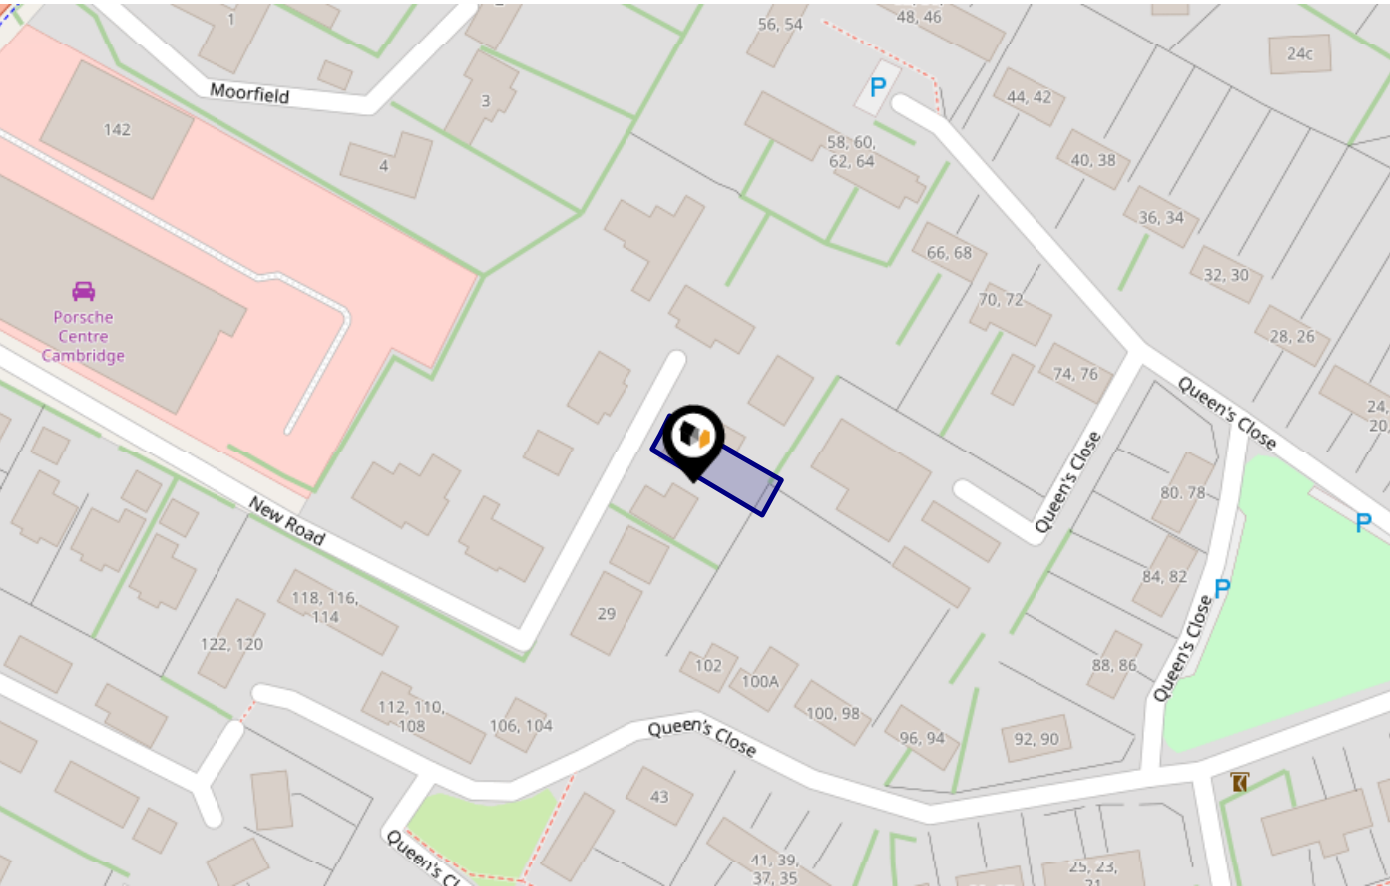 1
56, 54
48, 46
24c
Moorfield
P
44, 42
3
142
58, 60,
62, 64
40, 38
4
36, 34
66, 68
32, 30
70, 72
Porsche
Centre
Cambridge
28, 26
74, 76
Queen's Close
24,
20,
Queen's Close
80. 78
New Road
P
84, 82
P
118, 116,
114
29
122, 120
Queen's Close
102
88, 86
100A
112, 110,
108
106, 104
100, 98
Queen's Close
96, 94
92, 90
43
Queen's Cl
41, 39,
37, 35
25, 23,
21